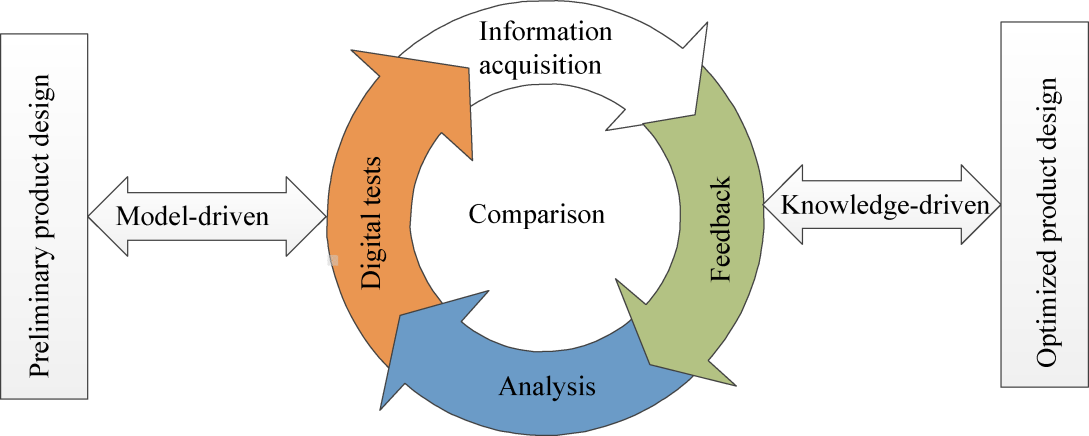 Preliminary product design
Model-driven
Digital tests
Information
acquisition
Comparison
Analysis
Feedback
Knowledge-driven
Optimized product design